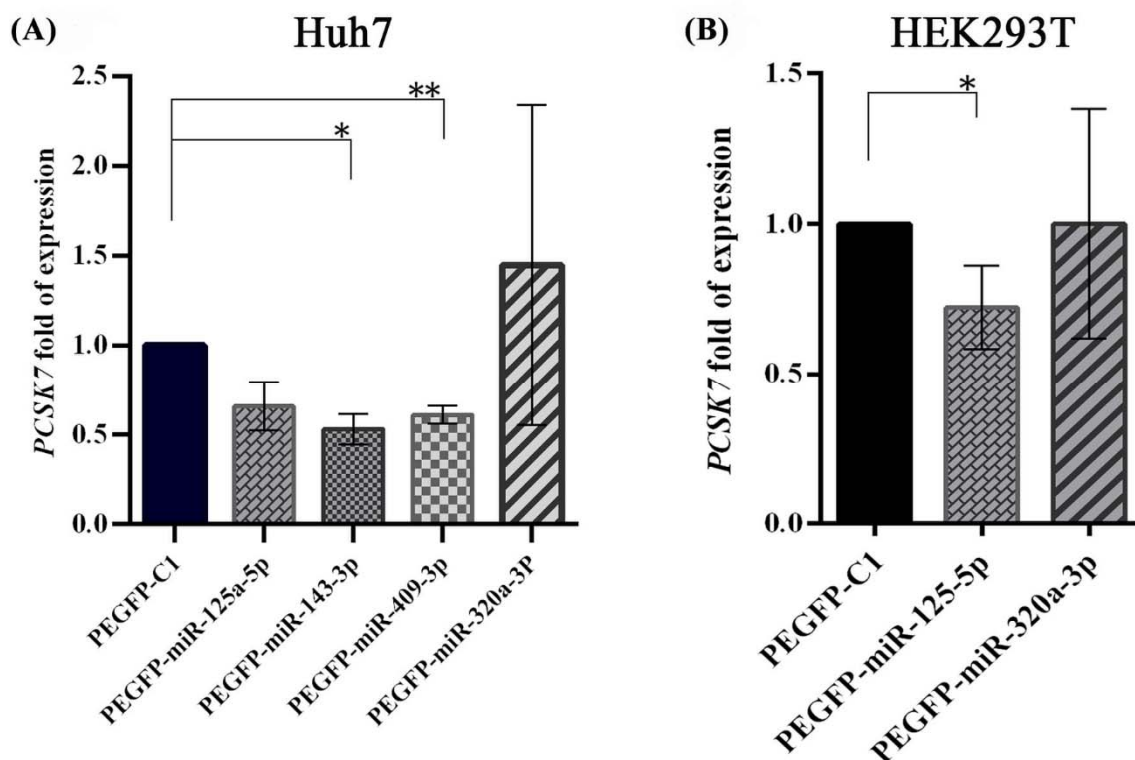 (A)
Huh7
PCSK7 fold of expression
2.5
2.0
1.5
1.0
0.5
0.0
**
*
PEGFP-C1
PEGFP-miR-125a-5p
PEGFP-miR-143-3p
PEGFP-miR-409-3p
PEGFP-miR-320a-3P
(B)
HEK293T
PCSK7 fold of expression
1.5
1.0
0.5
0.0
*
PEGFP-C1
PEGFP-miR-125-5p
PEGFP-miR-320a-3p